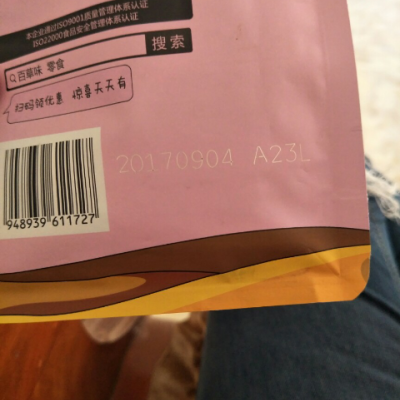 本企业通过ISO9001质量管理体系认证
ISO22000食品安全管理体系认证
百草味 零食
搜索
扫码领优惠 惊喜天天有
20170904 A23L
948939 611727